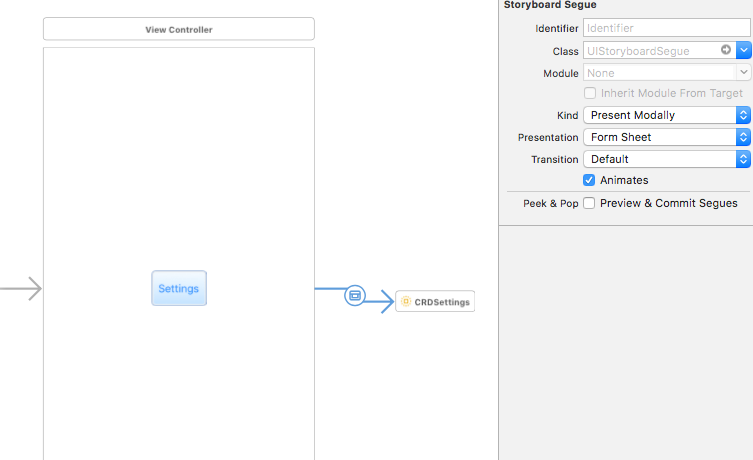 View Controller
Settings
CRDSettings
Storyboard Segue
Identifier Identifier
Class UIStoryboardSegue
Module None
Inherit Module From Target
Kind Present Modally
Presentation Form Sheet
Transition Default
Animates
Peek & Pop Preview & Commit Segues